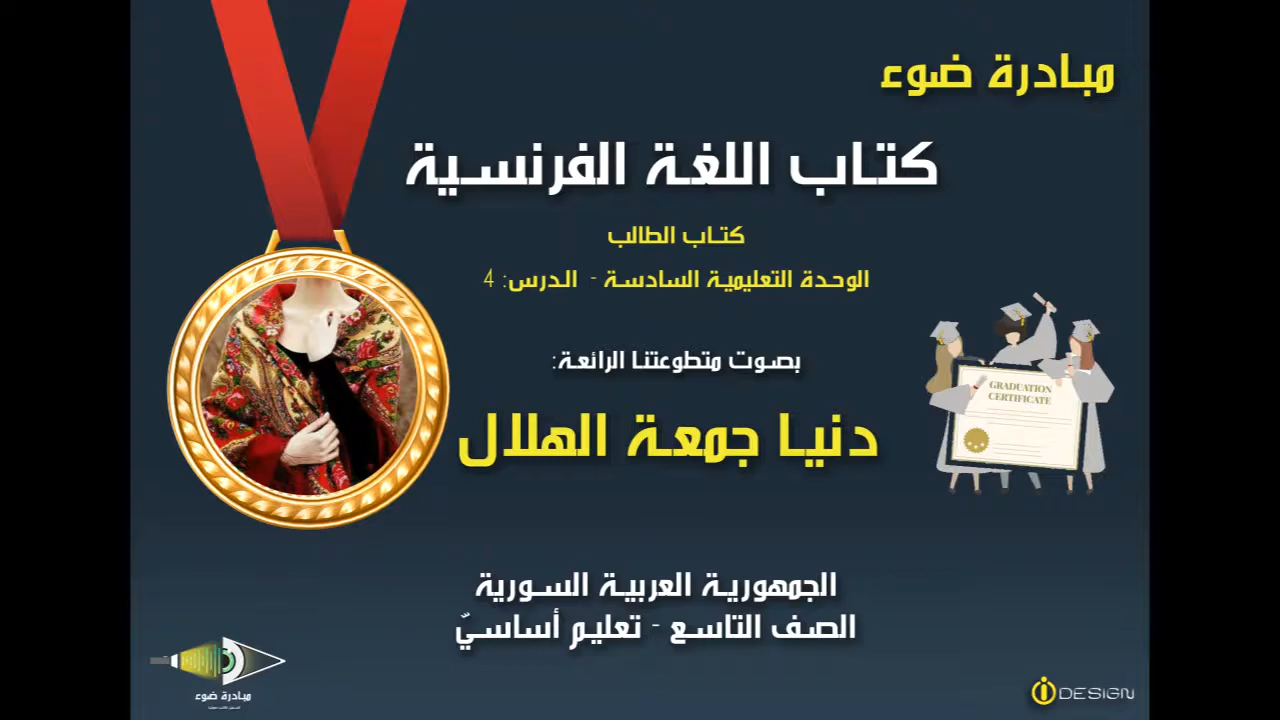 مبادرة ضوء
كتاب اللغة الفرنسية
كتاب الطالب
الوحدة التعليمية السادسة - الدرس: 4
بصوت متطوعتنا الرائعة:
دنيا جمعة الهلال
GRADUATION
CERTIFICATE
الجمهورية العربية السورية
الصف التاسع - تعليم أساسيّ
مبادرة ضوء
iDESIGN